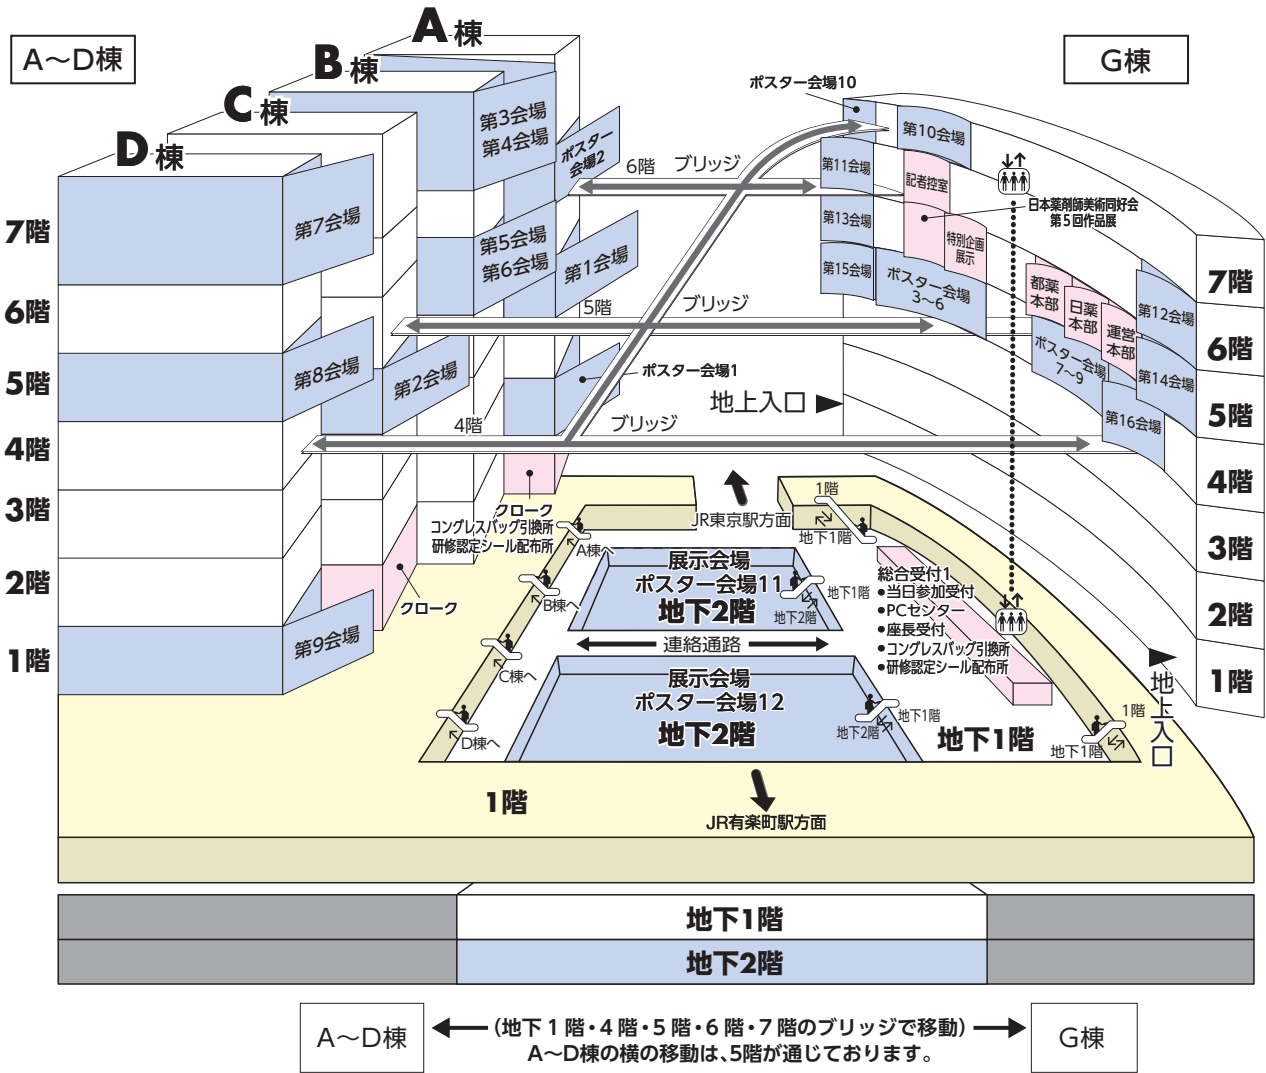 A～D棟
A棟
B棟
C棟
D棟
G棟
7階
6階
5階
4階
3階
2階
1階
第7会場
第8会場
第9会場
第3会場
第4会場
第5会場
第6会場
第2会場
ポスター
会場2
第1会場
ポスター会場1
クローク
コングレスバッグ引換所
研修認定シール配布所
クローク
6階 ブリッジ
5階 ブリッジ
4階 ブリッジ
ポスター会場10
第10会場
第11会場
記者控室
日本薬剤師美術同好会
第5回作品展
第13会場
特別企画
展示
第15会場
ポスター会場
3～6
都薬
本部
日薬
本部
運営
本部
第12会場
ポスター会場
7～9
第14会場
第16会場
7階
6階
5階
4階
3階
2階
1階
地上入口
地上入口
JR東京駅方面
1階
地下1階
A棟へ
B棟へ
C棟へ
D棟へ
展示会場
ポスター会場11
地下2階
地下1階
地下2階
連絡通路
展示会場
ポスター会場12
地下2階
地下1階
地下2階
総合受付1
●当日参加受付
●PCセンター
●座長受付
●コングレスバッグ引換所
●研修認定シール配布所
地下1階
1階
地下1階
1階
JR有楽町駅方面
地下1階
地下2階
A～D棟
(地下1階・4階・5階・6階・7階のブリッジで移動)
A～D棟の横の移動は、5階が通じております。
G棟